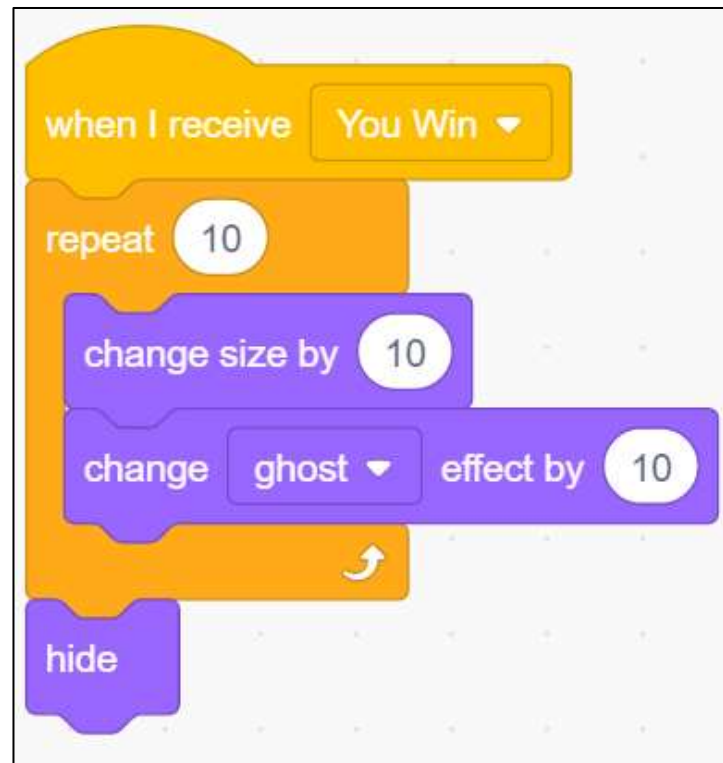 when I receive You Win
repeat 10
change size by 10
change ghost effect by 10
hide